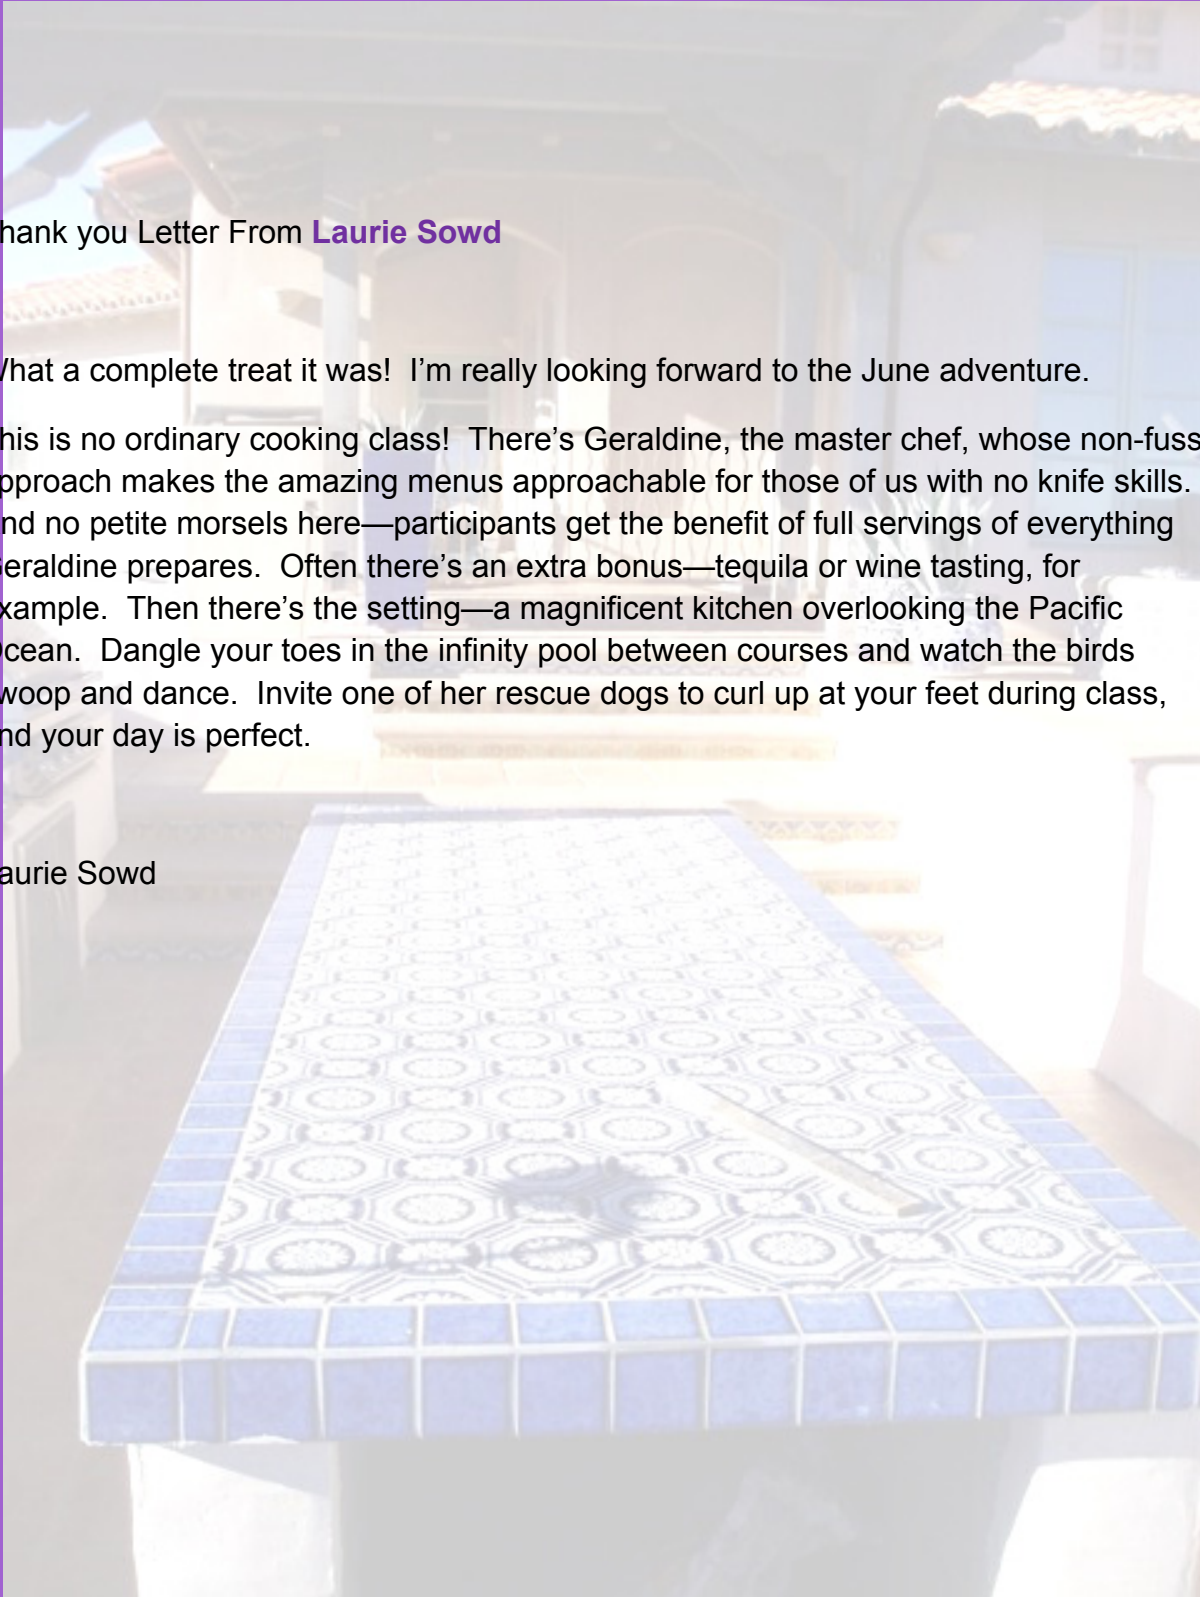 hank you Letter From Laurie Sowd
hat a complete treat it was!  I’m really looking forward to the June adventure.
his is no ordinary cooking class!  There’s Geraldine, the master chef, whose non-fuss
pproach makes the amazing menus approachable for those of us with no knife skills.
nd no petite morsels here—participants get the benefit of full servings of everything
eraldine prepares.  Often there’s an extra bonus—tequila or wine tasting, for
xample.  Then there’s the setting—a magnificent kitchen overlooking the Pacific
cean.  Dangle your toes in the infinity pool between courses and watch the birds
woop and dance.  Invite one of her rescue dogs to curl up at your feet during class,
nd your day is perfect.
aurie Sowd